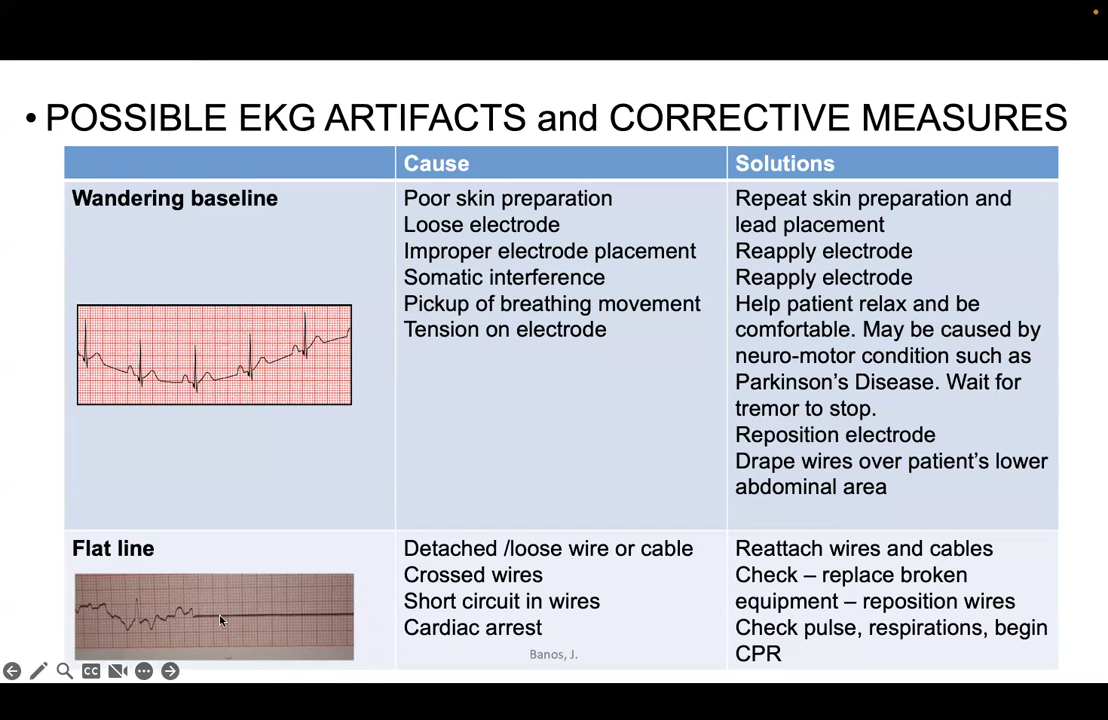 • POSSIBLE EKG ARTIFACTS and CORRECTIVE MEASURES
Cause
Solutions
Wandering baseline
Poor skin preparation
Loose electrode
Improper electrode placement
Somatic interference
Pickup of breathing movement
Tension on electrode
Repeat skin preparation and
lead placement
Reapply electrode
Reapply electrode
Help patient relax and be
comfortable. May be caused by
neuro-motor condition such as
Parkinson’s Disease. Wait for
tremor to stop.
Reposition electrode
Drape wires over patient’s lower
abdominal area
Flat line
Detached /loose wire or cable
Crossed wires
Short circuit in wires
Cardiac arrest
Reattach wires and cables
Check – replace broken
equipment – reposition wires
Check pulse, respirations, begin
CPR
Banos, J.
CC